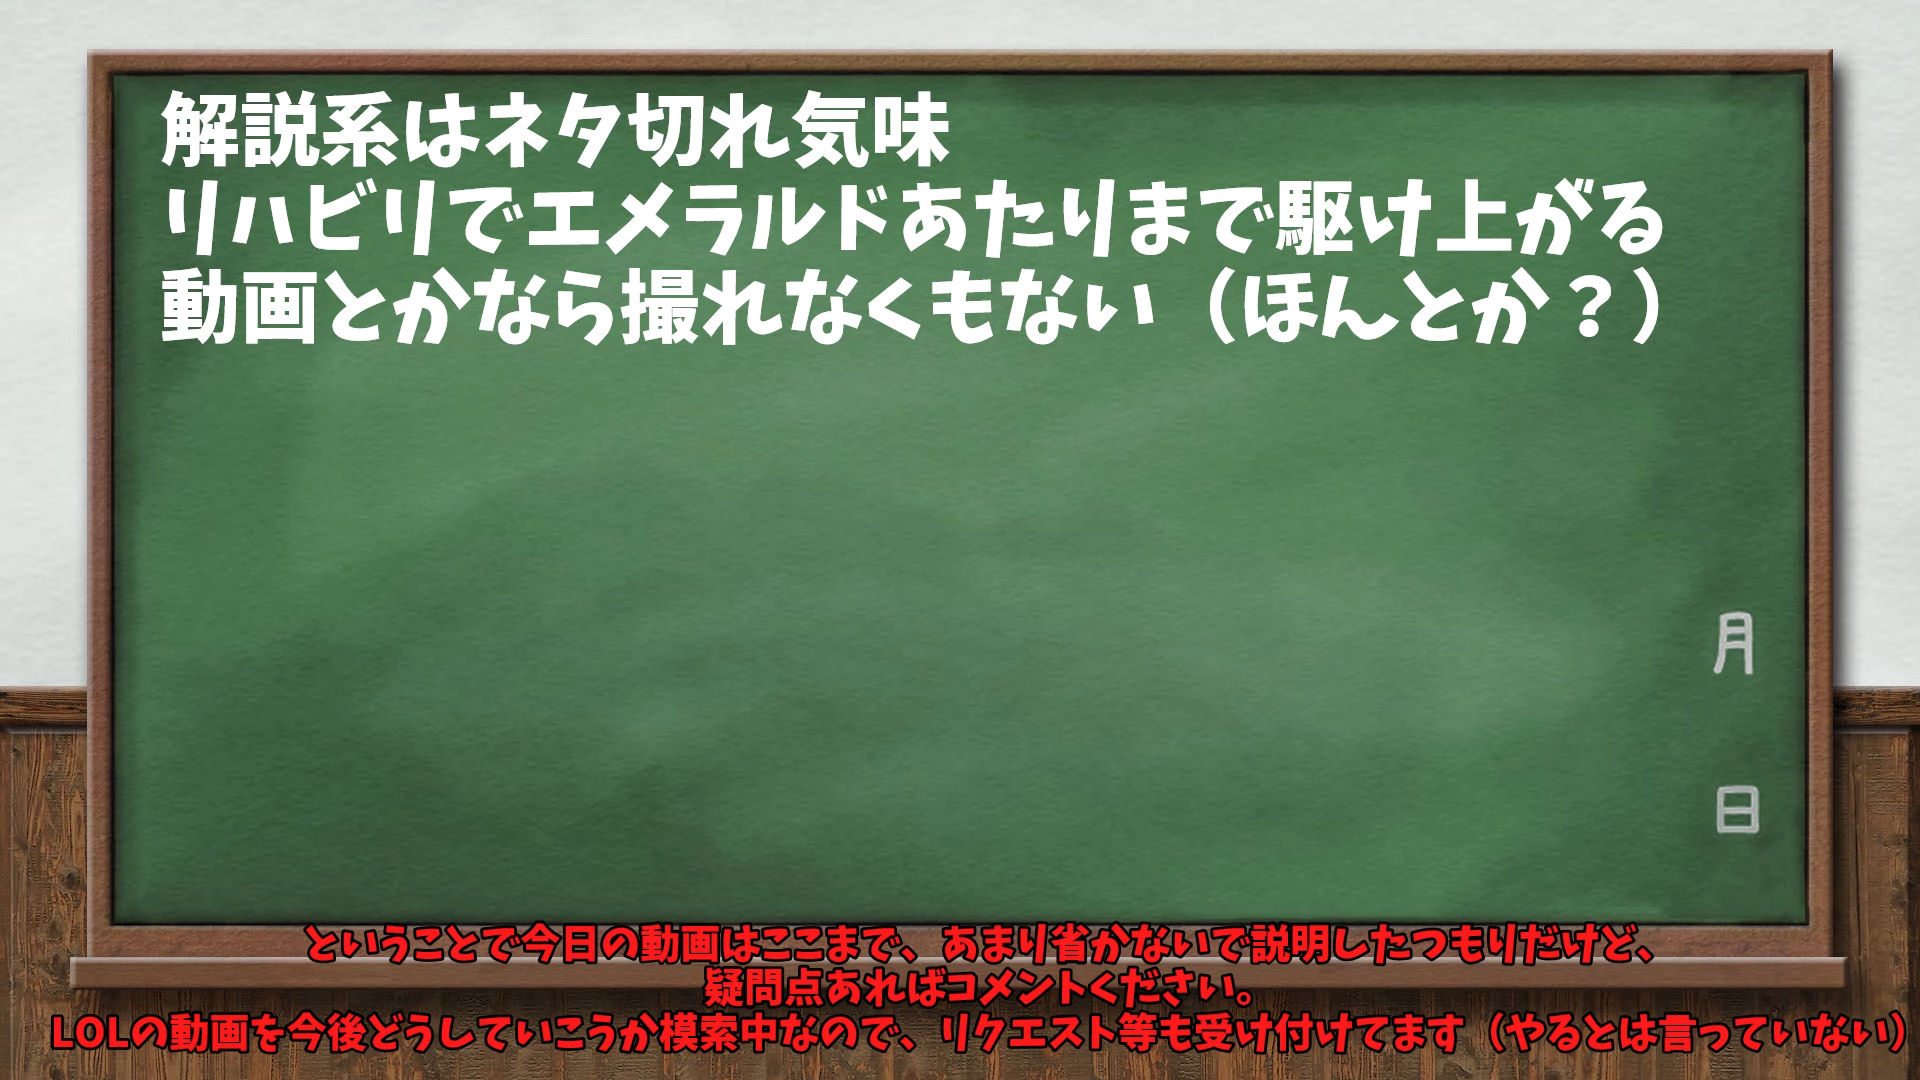 解説系はネタ切れ気味
リハビリでエメラルドあたりまで駆け上がる
動画とかなら撮れなくもない（ほんとか？）
月
日
ということで今日の動画はここまで、あまり省かないで説明したつもりだけど、
疑問点あればコメントください。
LOLの動画を今後どうしていこうか模索中なので、リクエスト等も受け付けてます（やるとは言っていない）